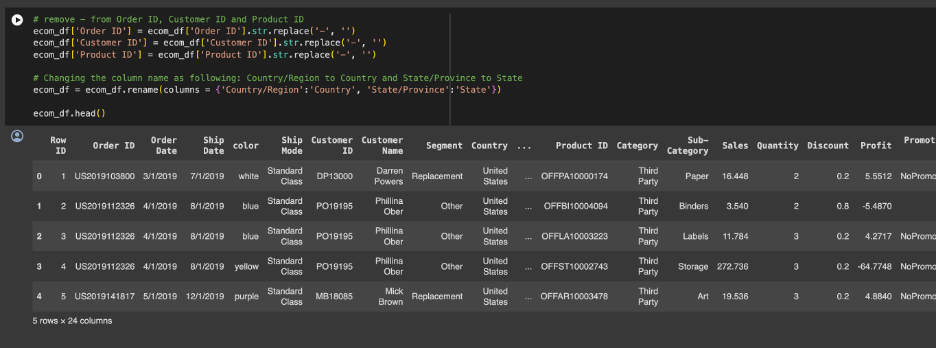 # remove - from Order ID, Customer ID and Product ID
ecom_df['Order ID'] = ecom_df['Order ID'].str.replace('-', '')
ecom_df['Customer ID'] = ecom_df['Customer ID'].str.replace('-', '')
ecom_df['Product ID'] = ecom_df['Product ID'].str.replace('-', '')
# Changing the column name as following: Country/Region to Country and State/Province to State
ecom_df = ecom_df.rename(columns = {'Country/Region':'Country', 'State/Province':'State'})
ecom_df.head()
Row ID Order ID Order Date Ship Date color Ship Mode Customer ID Customer Name Segment Country ... Product ID Category Sub-Category Sales Quantity Discount Profit Promot
0 1 US2019103800 3/1/2019 7/1/2019 white Standard Class DP13000 Darren Powers Replacement United States ... OFFPA10000174 Third Party Paper 16.448 2 0.2 5.5512 NoPromo
1 2 US2019112326 4/1/2019 8/1/2019 blue Standard Class PO19195 Phillina Ober Other United States ... OFFBI10004094 Third Party Binders 3.540 2 0.8 -5.4870
2 3 US2019112326 4/1/2019 8/1/2019 blue Standard Class PO19195 Phillina Ober Other United States ... OFFLA10003223 Third Party Labels 11.784 3 0.2 4.2717 NoPromo
3 4 US2019112326 4/1/2019 8/1/2019 yellow Standard Class PO19195 Phillina Ober Other United States ... OFFST10002743 Third Party Storage 272.736 3 0.2 -64.7748 NoPromo
4 5 US2019141817 5/1/2019 12/1/2019 purple Standard Class MB18085 Mick Brown Replacement United States ... OFFAR10003478 Third Party Art 19.536 3 0.2 4.8840 NoPromo
5 rows × 24 columns